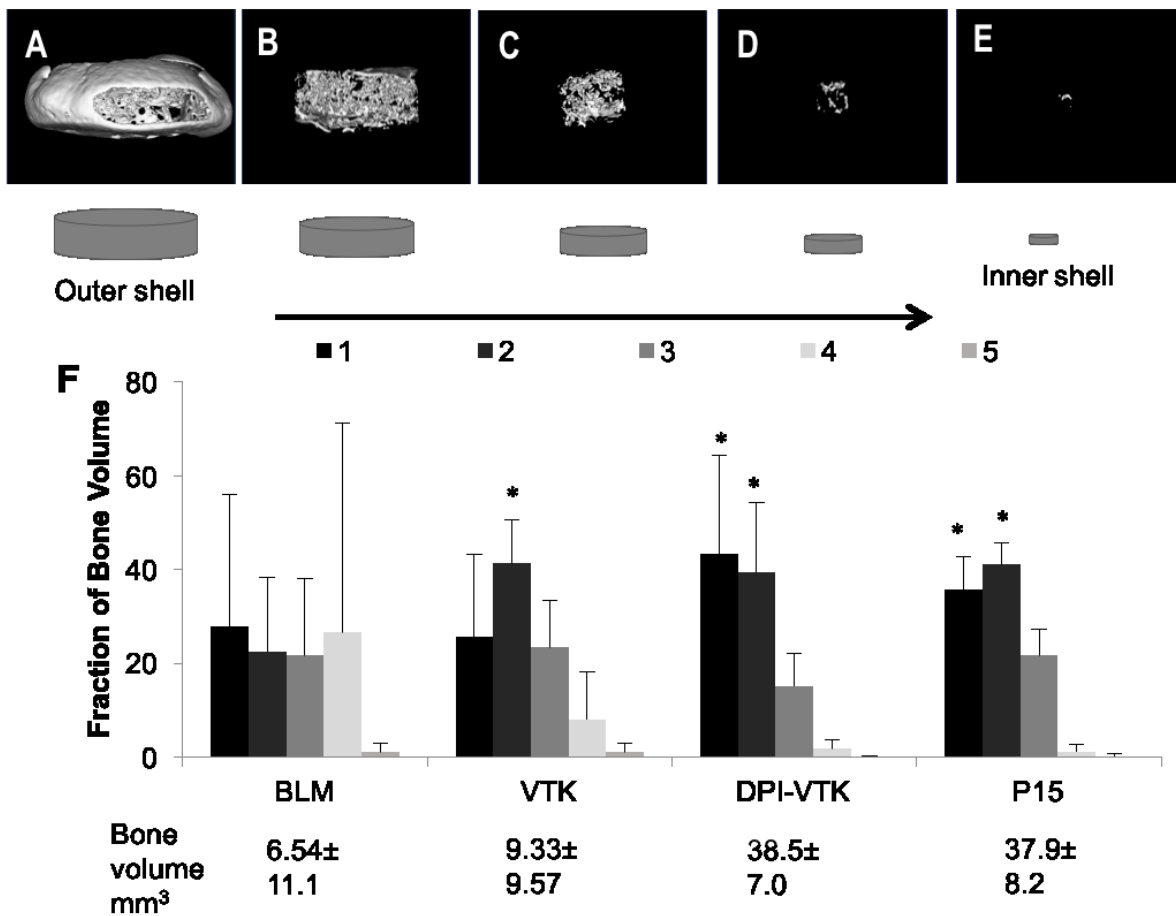 A B C D E
Outer shell Inner shell
1 2 3 4 5
F
80
60
40
20
0
Fraction of Bone Volume
* * * * *
BLM VTK DPI-VTK P15
Bone
volume
mm³
6.54± 9.33± 38.5± 37.9±
11.1 9.57 7.0 8.2